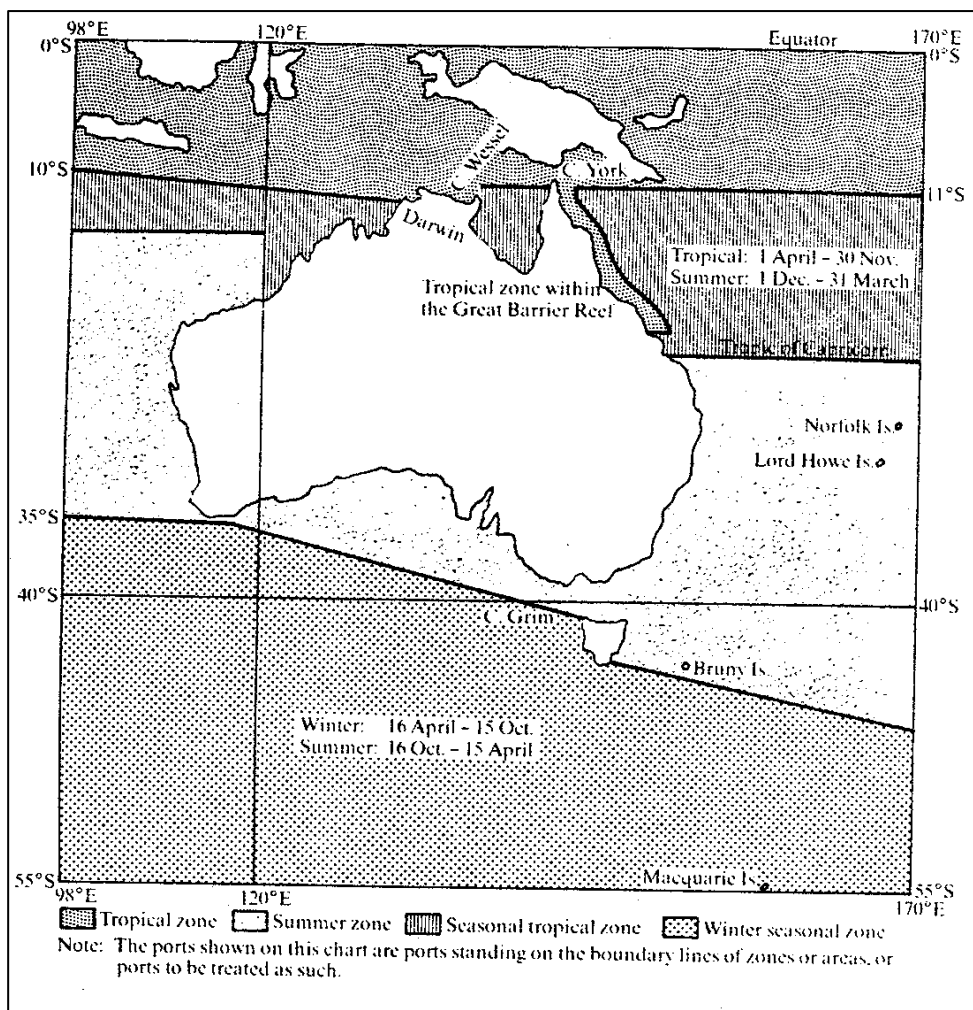 98°E
120°E
170°E
0°S
Equator
0°S
C. Wessel
C. York
10°S
11°S
Darwin
Tropical: 1 April – 30 Nov.
Summer: 1 Dec. – 31 March
Tropical zone within
the Great Barrier Reef
Tropic of Capricorn
Norfolk Is.
Lord Howe Is.
35°S
40°S
40°S
C. Grim
Bruny Is.
Winter: 16 April – 15 Oct.
Summer: 16 Oct. – 15 April
Macquarie Is.
55°S
55°S
98°E
120°E
170°E
Tropical zone
Summer zone
Seasonal tropical zone
Winter seasonal zone
Note: The ports shown on this chart are ports standing on the boundary lines of zones or areas, or
ports to be treated as such.